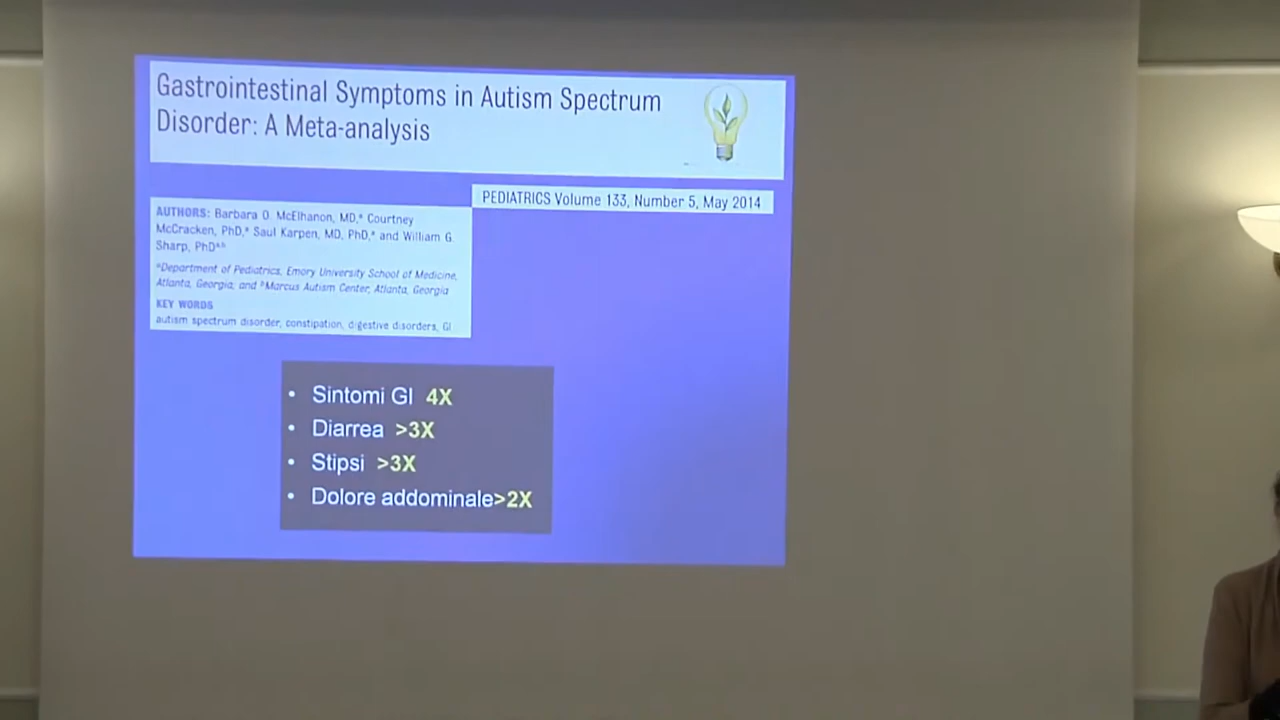 Gastrointestinal Symptoms in Autism Spectrum
Disorder: A Meta-analysis
PEDIATRICS Volume 133, Number 5, May 2014
AUTHORS: Barbara O. McElhanon, MD,ᵃ Courtney
McCracken, PhD,ᵃ Saul Karpen, MD, PhD,ᵃ and William G.
Sharp, PhDᵃ,ᵇ
ᵃDepartment of Pediatrics, Emory University School of Medicine,
Atlanta, Georgia; and ᵇMarcus Autism Center, Atlanta, Georgia
KEY WORDS
autism spectrum disorder, constipation, digestive disorders, GI
• Sintomi GI 4X
• Diarrea >3X
• Stipsi >3X
• Dolore addominale>2X